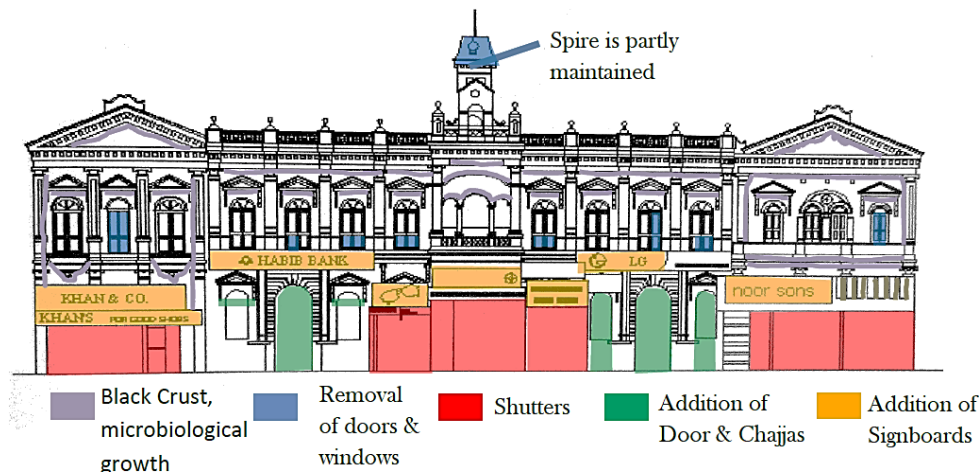 Spire is partly
maintained
HABIB BANK
LG
KHAN & CO.
noor sons
KHAN'S FOR GOOD SHOES
Black Crust,
microbiological
growth
Removal
of doors &
windows
Shutters
Addition of
Door & Chajjas
Addition of
Signboards